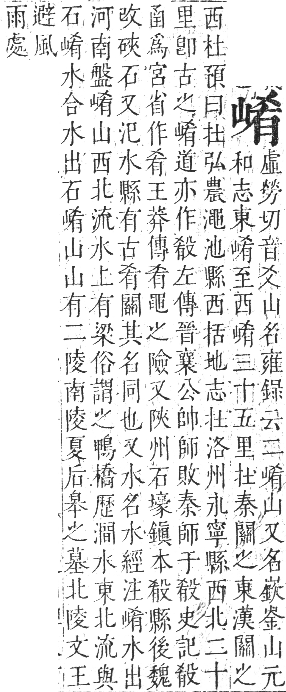 崤
虛勞切音爻山名雍録云二崤山又名嶔崟山元
和志東崤至西崤三十五里在秦關之東漢關之
西杜預曰在弘農澠池縣西括地志在洛州永寧縣西北二十
里卽古之崤道亦作殽左傳晉襄公帥師敗秦師于殽史記殽
函爲宮省作肴王莽傳肴黽之險又陜州石壕鎮本殽縣後魏
改硤石又汜水縣有古肴關其名同也又水名水經注崤水出
河南盤崤山西北流水上有梁俗謂之鴨橋歷澗水東北流與
石崤水合水出石崤山山有二陵南陵夏后皋之墓北陵文王
避風
雨處